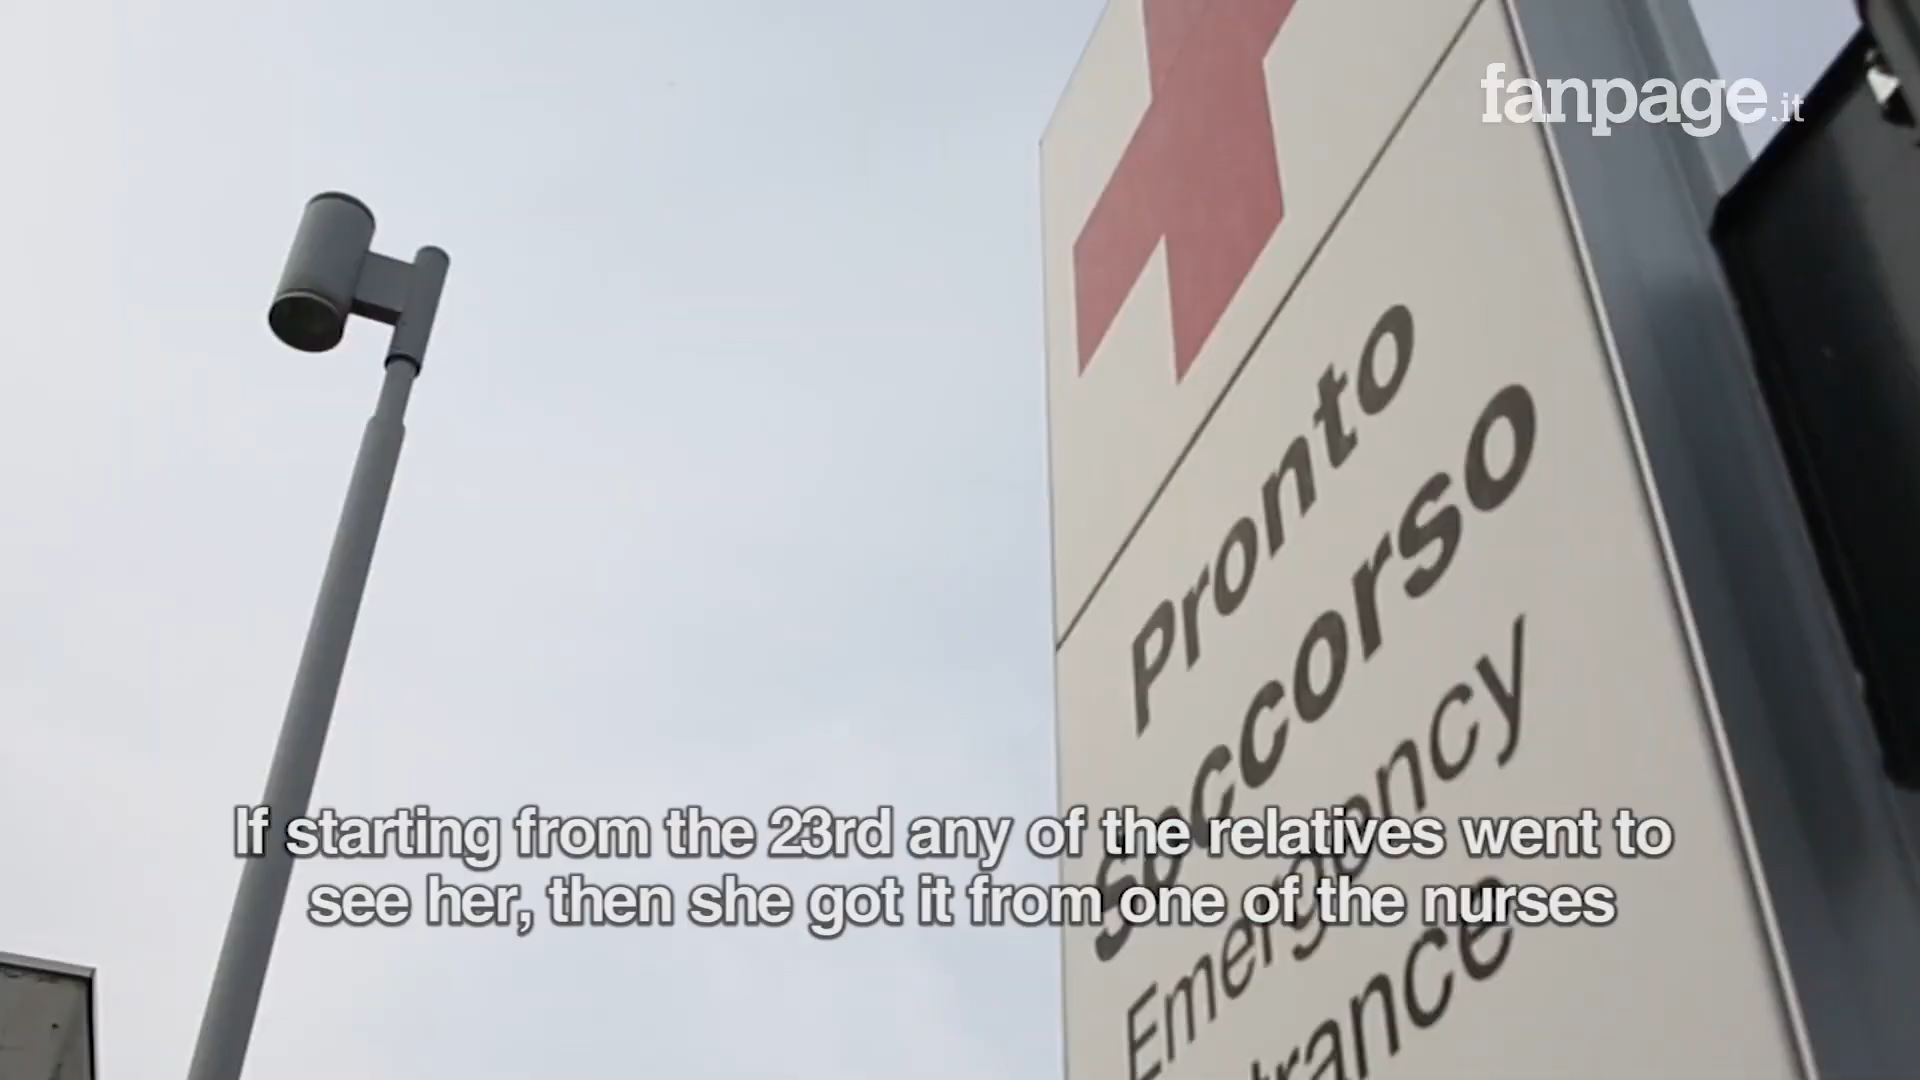 fanpage.it
Pronto
Soccorso
Emergency
If starting from the 23rd any of the relatives went to
see her, then she got it from one of the nurses